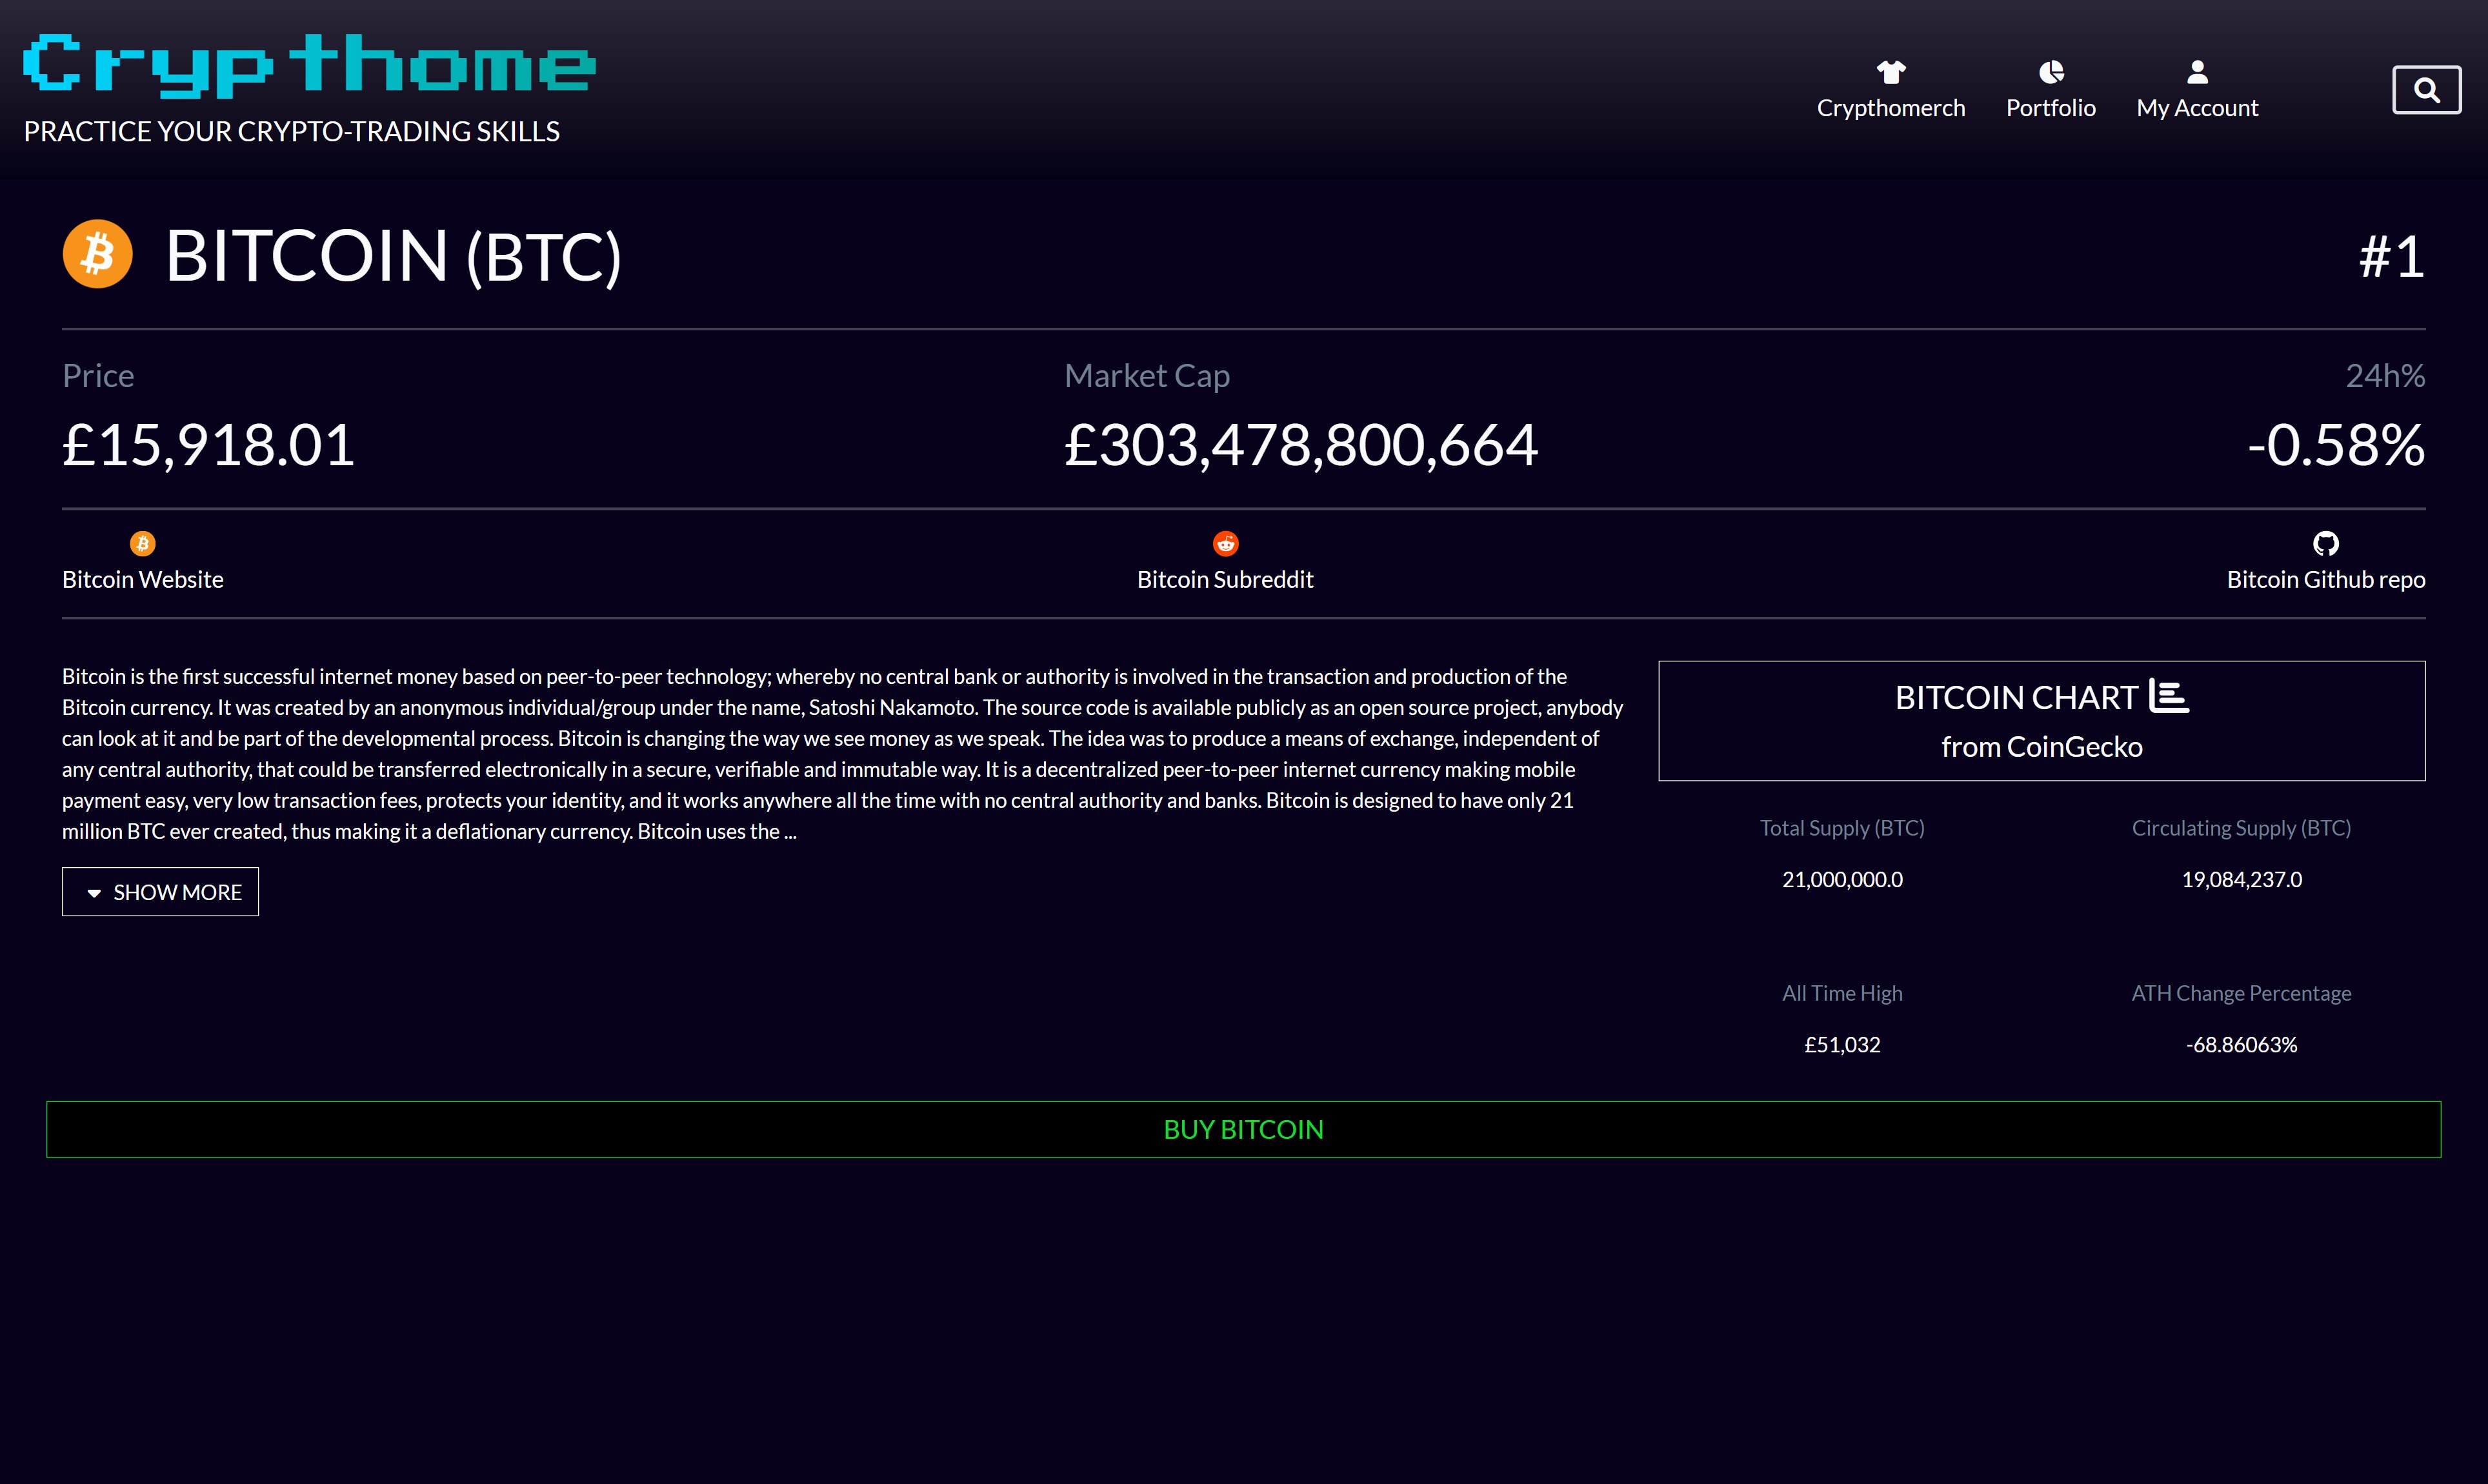 Crypthome
PRACTICE YOUR CRYPTO-TRADING SKILLS
Crypthomerch
Portfolio
My Account
BITCOIN (BTC)
#1
Price
Market Cap
24h%
£15,918.01
£303,478,800,664
-0.58%
Bitcoin Website
Bitcoin Subreddit
Bitcoin Github repo
Bitcoin is the first successful internet money based on peer-to-peer technology; whereby no central bank or authority is involved in the transaction and production of the
Bitcoin currency. It was created by an anonymous individual/group under the name, Satoshi Nakamoto. The source code is available publicly as an open source project, anybody
can look at it and be part of the developmental process. Bitcoin is changing the way we see money as we speak. The idea was to produce a means of exchange, independent of
any central authority, that could be transferred electronically in a secure, verifiable and immutable way. It is a decentralized peer-to-peer internet currency making mobile
payment easy, very low transaction fees, protects your identity, and it works anywhere all the time with no central authority and banks. Bitcoin is designed to have only 21
million BTC ever created, thus making it a deflationary currency. Bitcoin uses the ...
SHOW MORE
BITCOIN CHART
from CoinGecko
Total Supply (BTC)
Circulating Supply (BTC)
21,000,000.0
19,084,237.0
All Time High
ATH Change Percentage
£51,032
-68.86063%
BUY BITCOIN